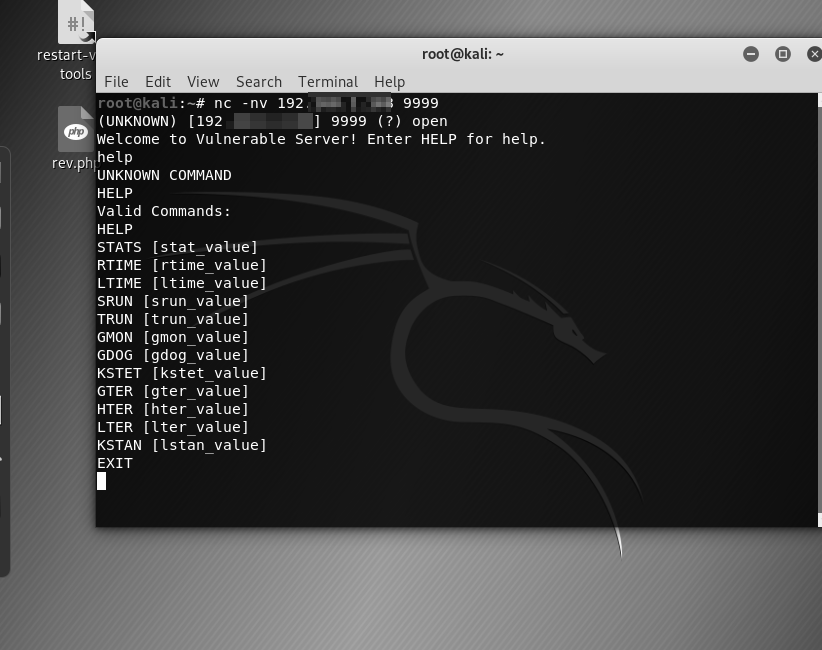 #!
restart-v
tools
php
rev.php
root@kali: ~
File Edit View Search Terminal Help
root@kali:~# nc -nv 192. 9999
(UNKNOWN) [192. ] 9999 (?) open
Welcome to Vulnerable Server! Enter HELP for help.
help
UNKNOWN COMMAND
HELP
Valid Commands:
HELP
STATS [stat_value]
RTIME [rtime_value]
LTIME [ltime_value]
SRUN [srun_value]
TRUN [trun_value]
GMON [gmon_value]
GDOG [gdog_value]
KSTET [kstet_value]
GTER [gter_value]
HTER [hter_value]
LTER [lter_value]
KSTAN [lstan_value]
EXIT